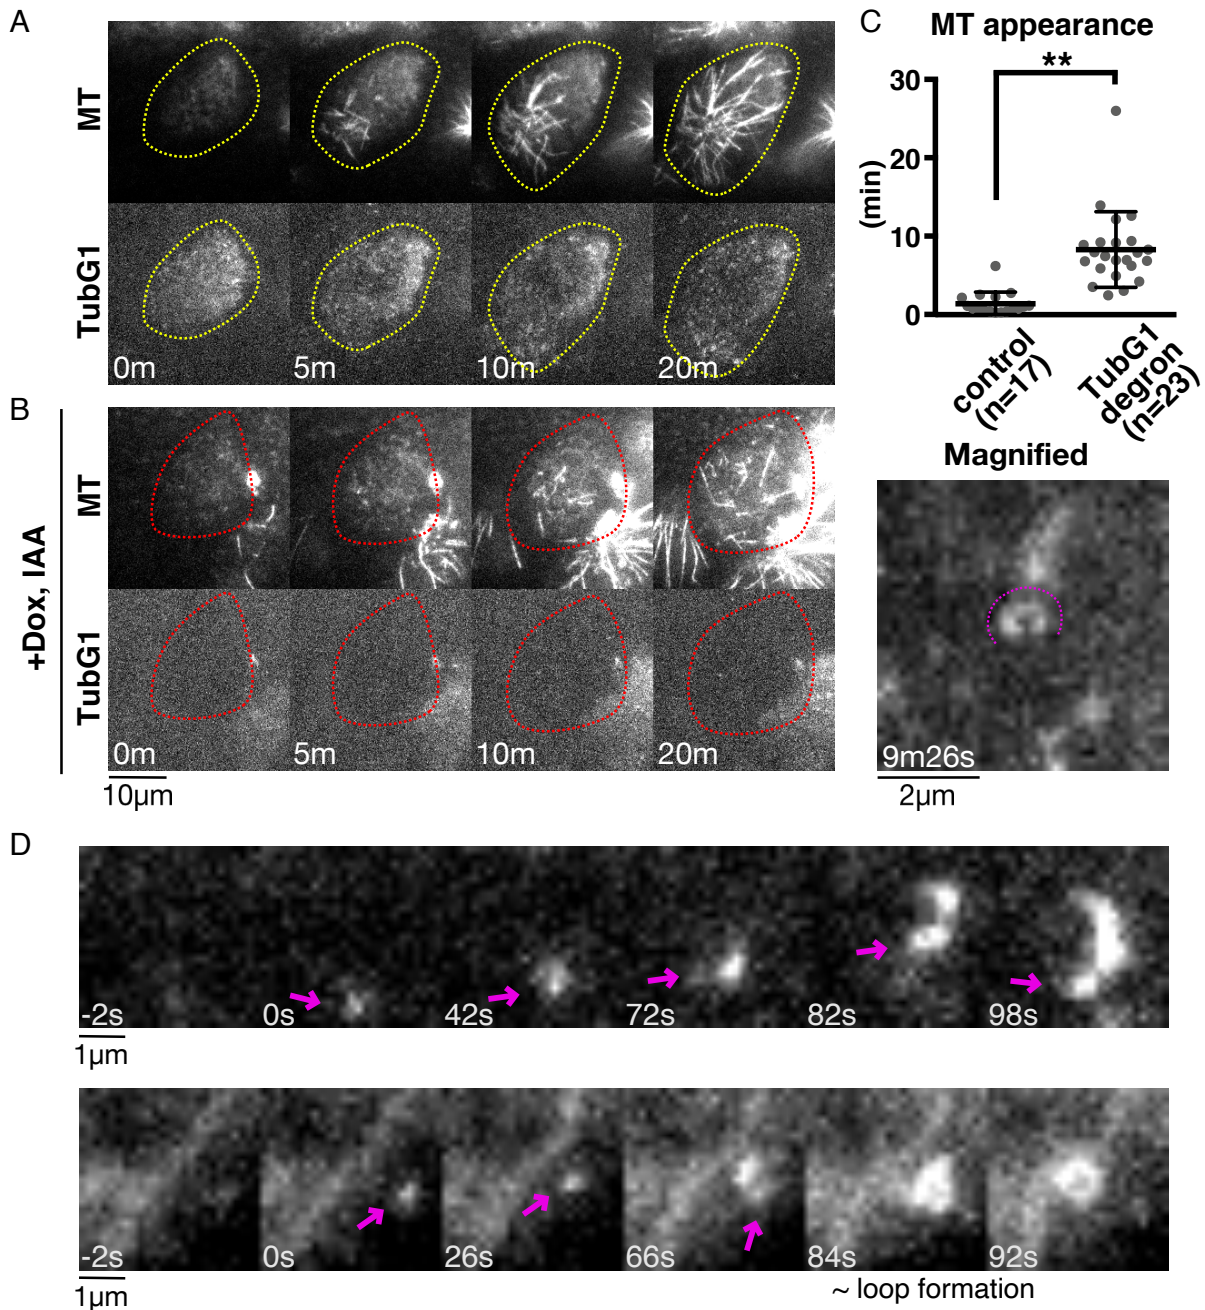 A
MT
TubG1
0m
5m
10m
20m
B
+Dox, IAA
MT
TubG1
0m
5m
10m
20m
10µm
C
MT appearance
**
30
20
10
0
(min)
control
(n=17)
TubG1
degron
(n=23)
Magnified
9m26s
2µm
D
-2s
0s
42s
72s
82s
98s
1µm
-2s
0s
26s
66s
84s
92s
1µm
~ loop formation